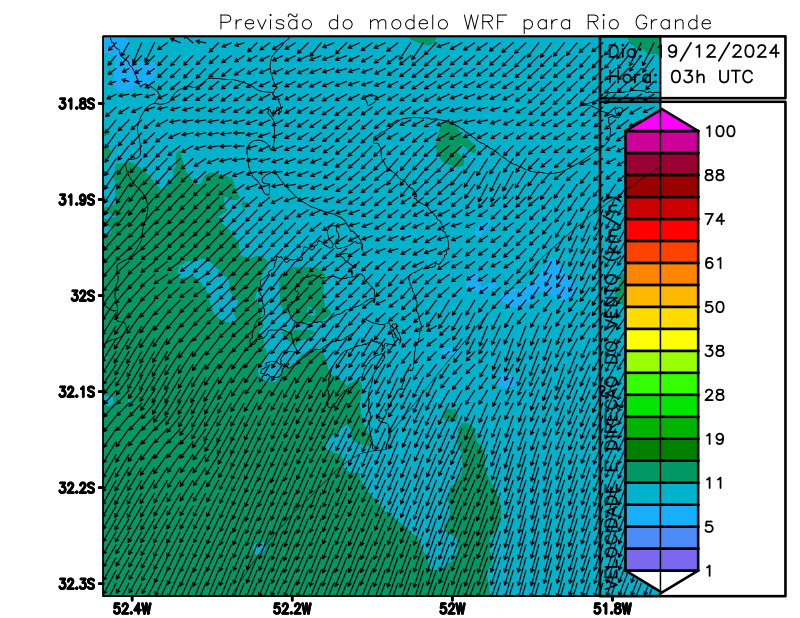 Previsão do modelo WRF para Rio Grande
Dia: 19/12/2024
Hora: 03h UTC
31.8S
31.9S
32S
32.1S
32.2S
32.3S
52.4W
52.2W
52W
51.8W
VELOCIDADE E DIREÇÃO DO VENTO (km/h)
100
88
74
61
50
38
28
19
11
5
1